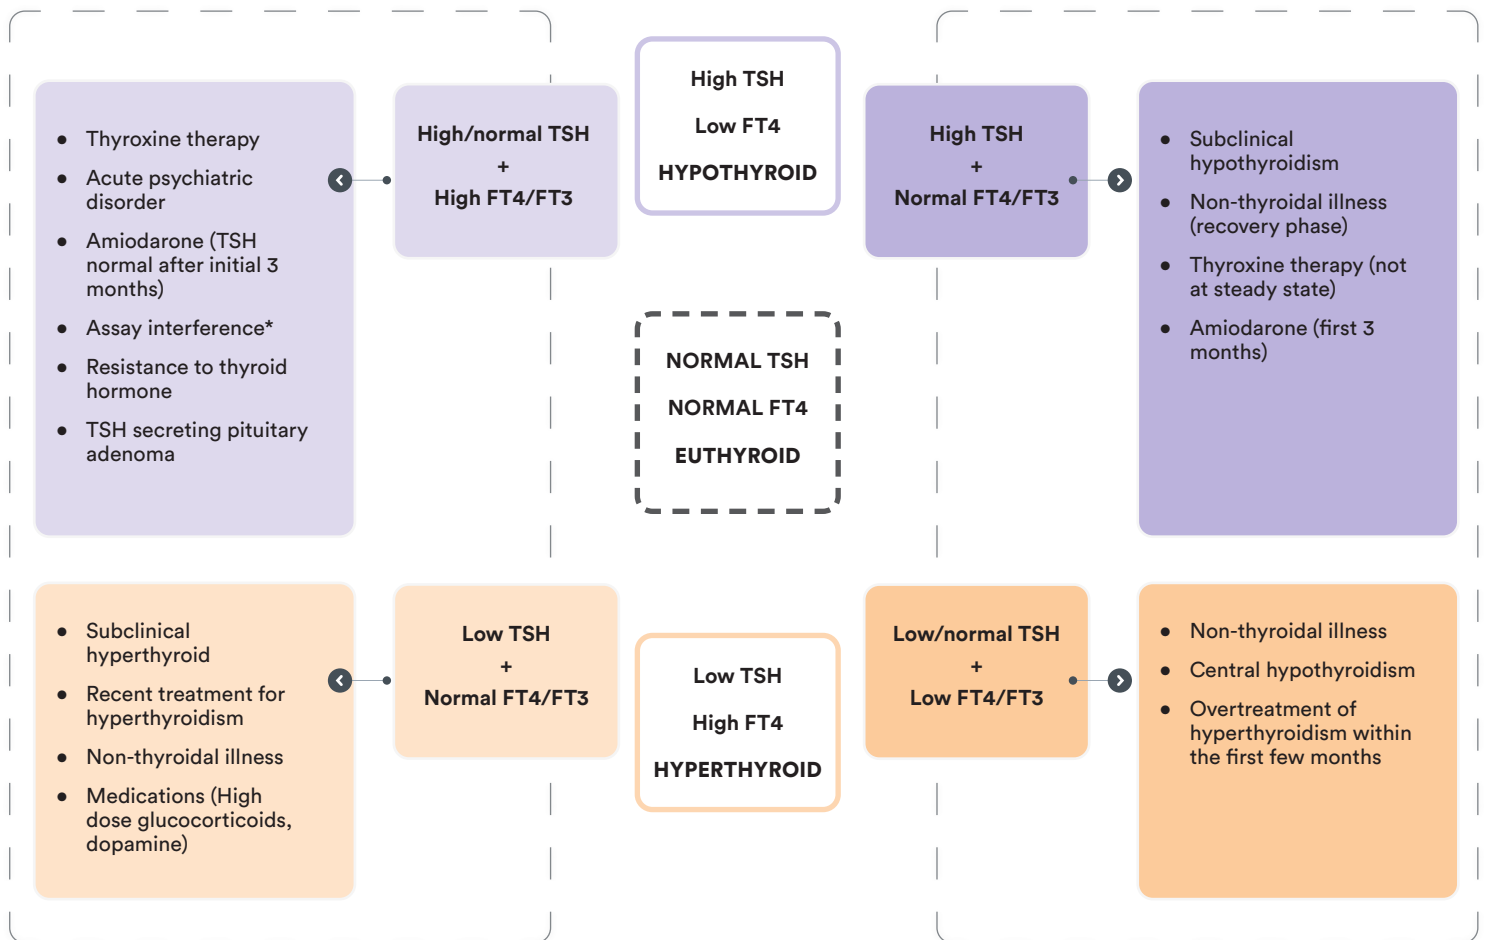 ● Thyroxine therapy
● Acute psychiatric
disorder
● Amiodarone (TSH
normal after initial 3
months)
● Assay interference*
● Resistance to thyroid
hormone
● TSH secreting pituitary
adenoma
High/normal TSH
+
High FT4/FT3
High TSH
Low FT4
HYPOTHYROID
High TSH
+
Normal FT4/FT3
● Subclinical
hypothyroidism
● Non-thyroidal illness
(recovery phase)
● Thyroxine therapy (not
at steady state)
● Amiodarone (first 3
months)
NORMAL TSH
NORMAL FT4
EUTHYROID
● Subclinical
hyperthyroid
● Recent treatment for
hyperthyroidism
● Non-thyroidal illness
● Medications (High
dose glucocorticoids,
dopamine)
Low TSH
+
Normal FT4/FT3
Low TSH
High FT4
HYPERTHYROID
Low/normal TSH
+
Low FT4/FT3
● Non-thyroidal illness
● Central hypothyroidism
● Overtreatment of
hyperthyroidism within
the first few months